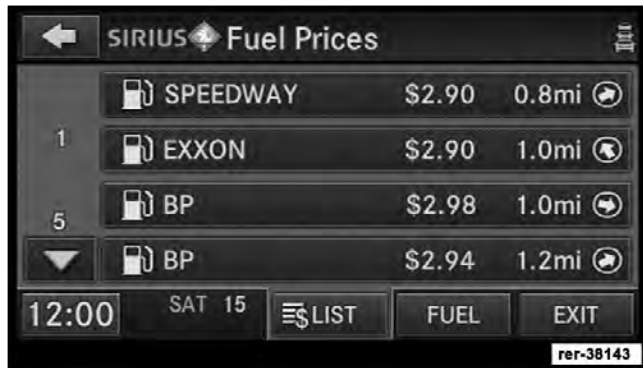 SIRIUS Fuel Prices
SPEEDWAY $2.90 0.8mi
1 EXXON $2.90 1.0mi
5 BP $2.98 1.0mi
BP $2.94 1.2mi
12:00 SAT 15 $LIST FUEL EXIT
rer-38143